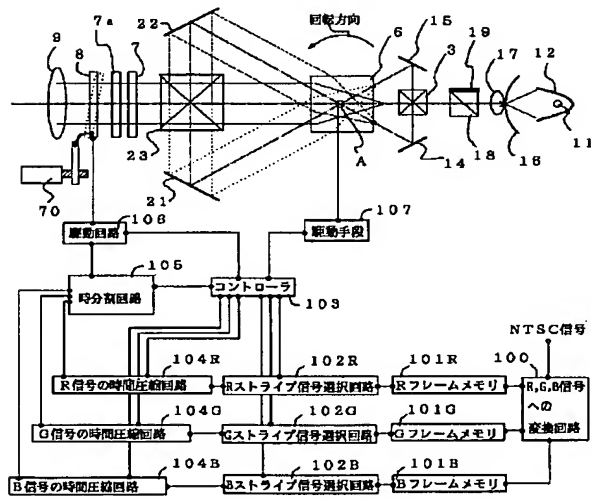 22
7a
回転方向
6
15
19
9
8
7
3
17
12
23
A
11
21
14
18
16
70
106
107
駆動回路
駆動手段
105
時分割回路
コントローラ
103
NTSC信号
104R
102R
101R
100
R信号の時間圧縮回路
Rストライプ信号選択回路
Rフレームメモリ
R,G,B信号
への
変換回路
104G
102G
101G
G信号の時間圧縮回路
Gストライプ信号選択回路
Gフレームメモリ
104B
102B
101B
B信号の時間圧縮回路
Bストライプ信号選択回路
Bフレームメモリ